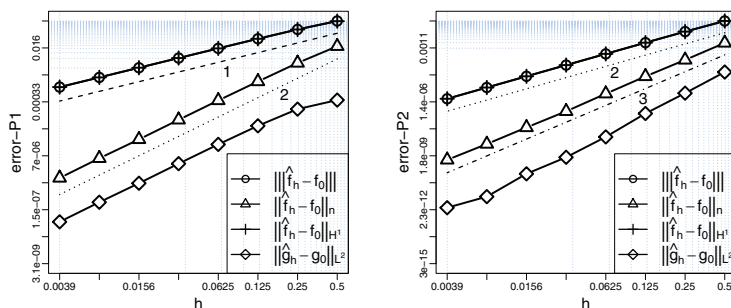 error−P1
0.016
0.00033
7e−06
1.5e−07
3.1e−09
1
2
|||f̂h − f0|||
||f̂h − f0||n
||f̂h − f0||H¹
||ĝh − g0||L²
0.0039
0.0156
0.0625
0.125
0.25
0.5
h
error−P2
0.0011
1.4e−06
1.8e−09
2.3e−12
3e−15
2
3
|||f̂h − f0|||
||f̂h − f0||n
||f̂h − f0||H¹
||ĝh − g0||L²
0.0039
0.0156
0.0625
0.125
0.25
0.5
h